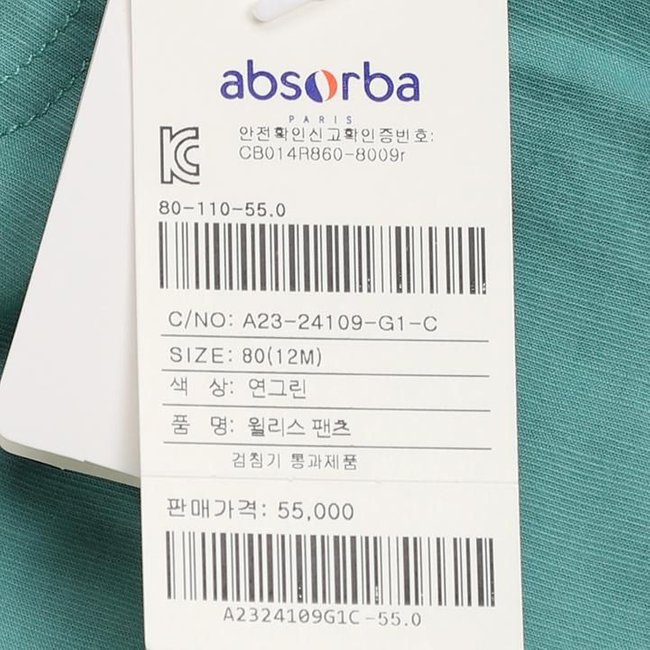 absorba
PARIS
안전확인신고확인증번호:
CB014R860-8009r
80-110-55.0
C/NO: A23-24109-G1-C
SIZE: 80(12M)
색 상: 연그린
품 명: 윌리스 팬츠
검침기 통과제품
판매가격: 55,000
A2324109G1C-55.0